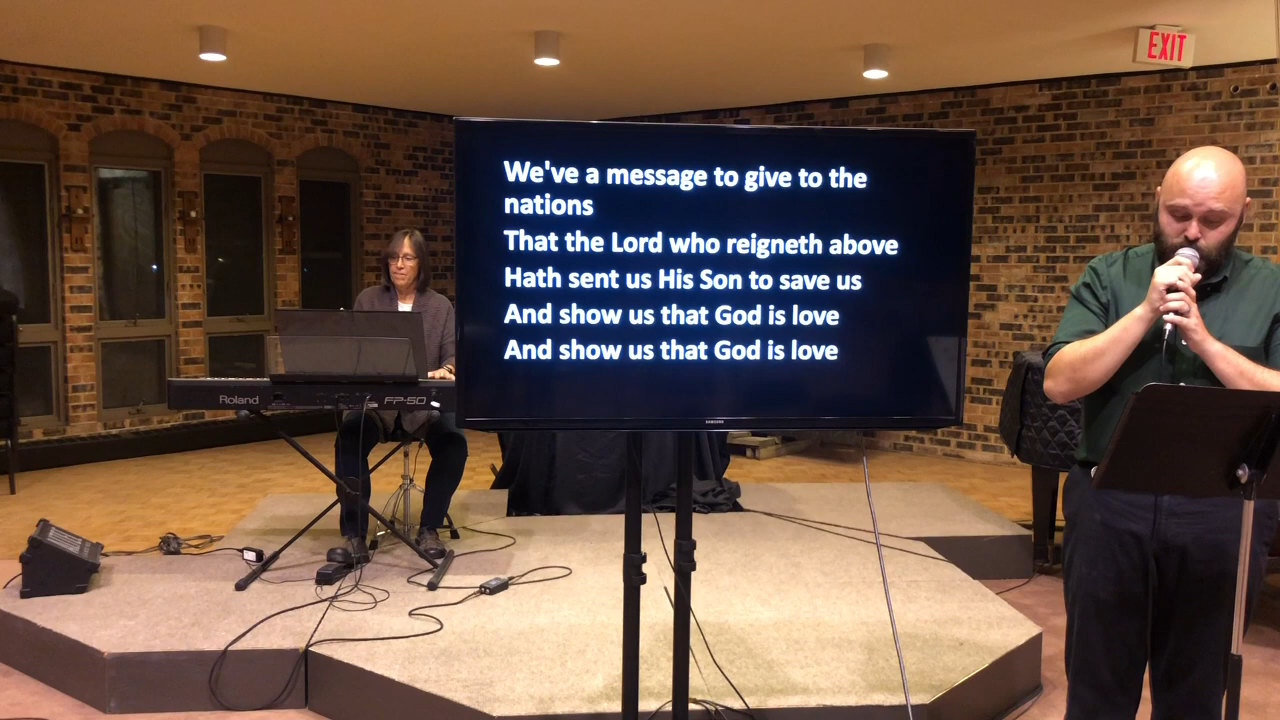 EXIT
We've a message to give to the
nations
That the Lord who reigneth above
Hath sent us His Son to save us
And show us that God is love
And show us that God is love
Roland
FP-50
SAMSUNG